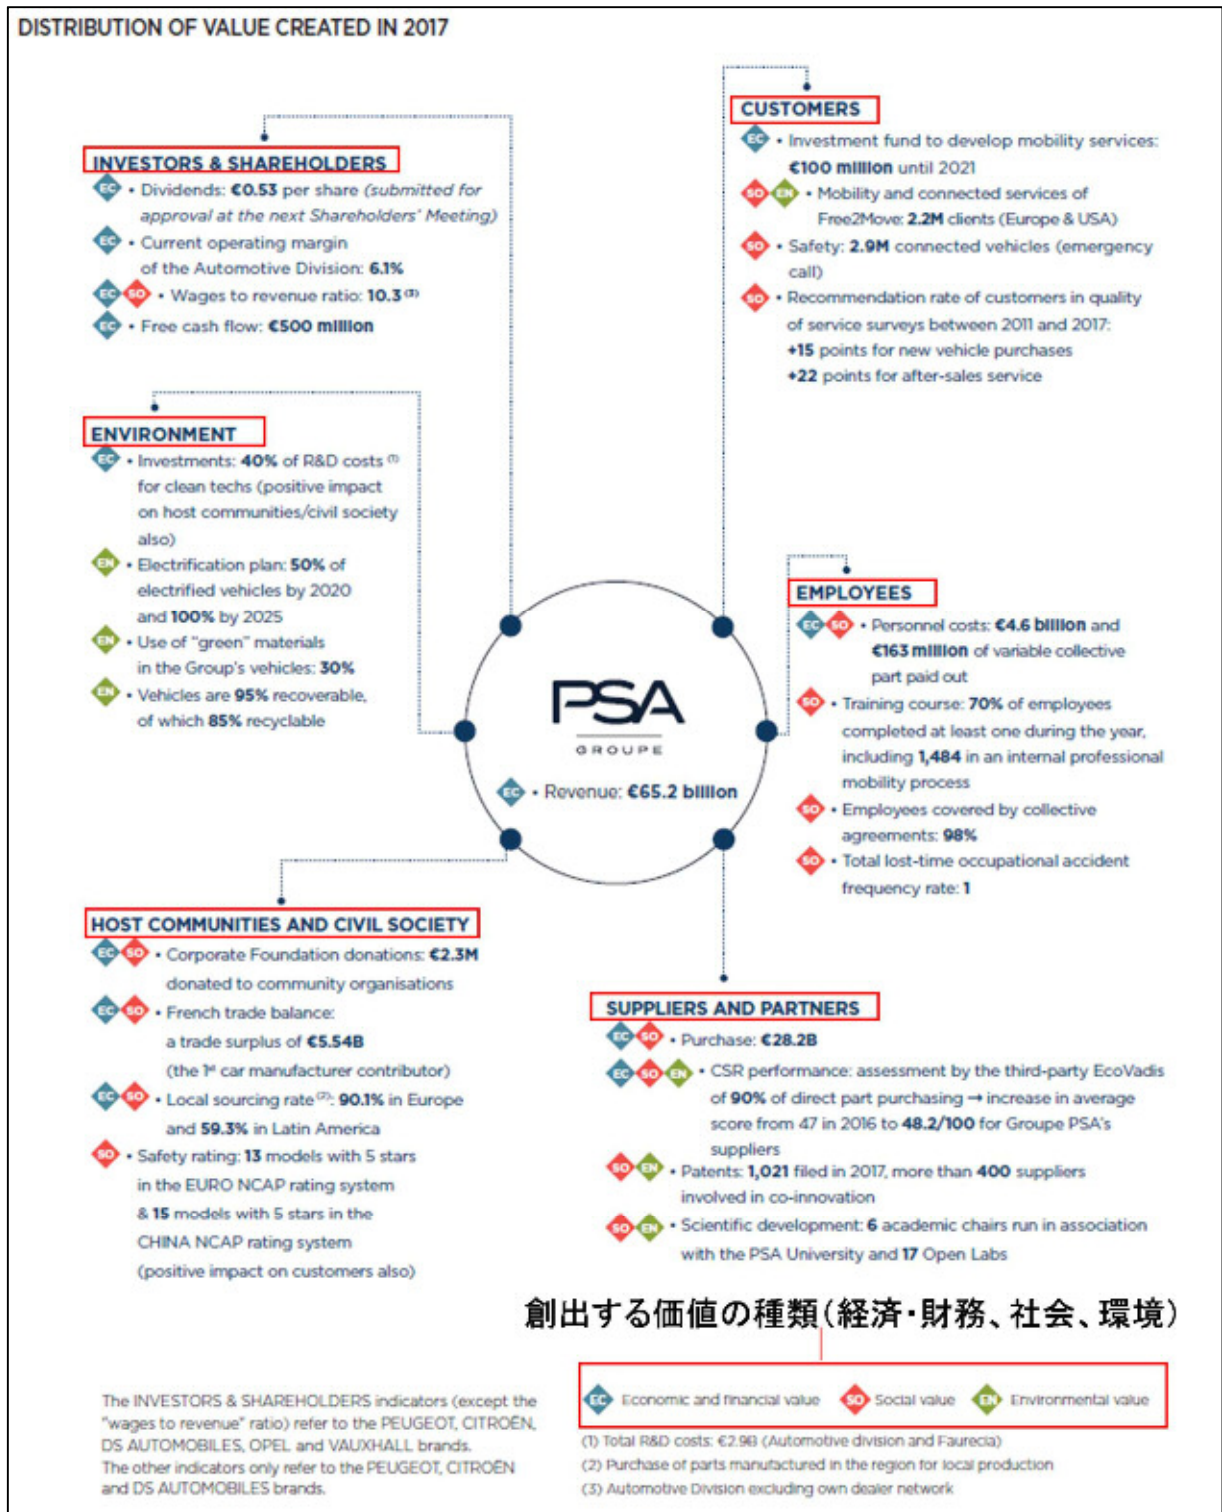 DISTRIBUTION OF VALUE CREATED IN 2017
INVESTORS & SHAREHOLDERS
EC • Dividends: €0.53 per share (submitted for
approval at the next Shareholders' Meeting)
EC • Current operating margin
of the Automotive Division: 6.1%
EC SO • Wages to revenue ratio: 10.3 (3)
EC • Free cash flow: €500 million
CUSTOMERS
EC • Investment fund to develop mobility services:
€100 million until 2021
SO EN • Mobility and connected services of
Free2Move: 2.2M clients (Europe & USA)
SO • Safety: 2.9M connected vehicles (emergency
call)
SO • Recommendation rate of customers in quality
of service surveys between 2011 and 2017:
+15 points for new vehicle purchases
+22 points for after-sales service
ENVIRONMENT
EC • Investments: 40% of R&D costs (1)
for clean techs (positive impact
on host communities/civil society
also)
EN • Electrification plan: 50% of
electrified vehicles by 2020
and 100% by 2025
EN • Use of "green" materials
in the Group's vehicles: 30%
EN • Vehicles are 95% recoverable,
of which 85% recyclable
EMPLOYEES
EC SO • Personnel costs: €4.6 billion and
€163 million of variable collective
part paid out
SO • Training course: 70% of employees
completed at least one during the year,
including 1,484 in an internal professional
mobility process
SO • Employees covered by collective
agreements: 98%
SO • Total lost-time occupational accident
frequency rate: 1
PSA
GROUPE
EC • Revenue: €65.2 billion
HOST COMMUNITIES AND CIVIL SOCIETY
EC SO • Corporate Foundation donations: €2.3M
donated to community organisations
EC SO • French trade balance:
a trade surplus of €5.54B
(the 1st car manufacturer contributor)
EC SO • Local sourcing rate (2): 90.1% in Europe
and 59.3% in Latin America
SO • Safety rating: 13 models with 5 stars
in the EURO NCAP rating system
& 15 models with 5 stars in the
CHINA NCAP rating system
(positive impact on customers also)
SUPPLIERS AND PARTNERS
EC SO • Purchase: €28.2B
EC SO EN • CSR performance: assessment by the third-party EcoVadis
of 90% of direct part purchasing → increase in average
score from 47 in 2016 to 48.2/100 for Groupe PSA's
suppliers
SO EN • Patents: 1,021 filed in 2017, more than 400 suppliers
involved in co-innovation
SO EN • Scientific development: 6 academic chairs run in association
with the PSA University and 17 Open Labs
創出する価値の種類(経済・財務、社会、環境)
EC Economic and financial value SO Social value EN Environmental value
The INVESTORS & SHAREHOLDERS indicators (except the
"wages to revenue" ratio) refer to the PEUGEOT, CITROËN,
DS AUTOMOBILES, OPEL and VAUXHALL brands.
The other indicators only refer to the PEUGEOT, CITROËN
and DS AUTOMOBILES brands.
(1) Total R&D costs: €2.9B (Automotive division and Faurecia)
(2) Purchase of parts manufactured in the region for local production
(3) Automotive Division excluding own dealer network